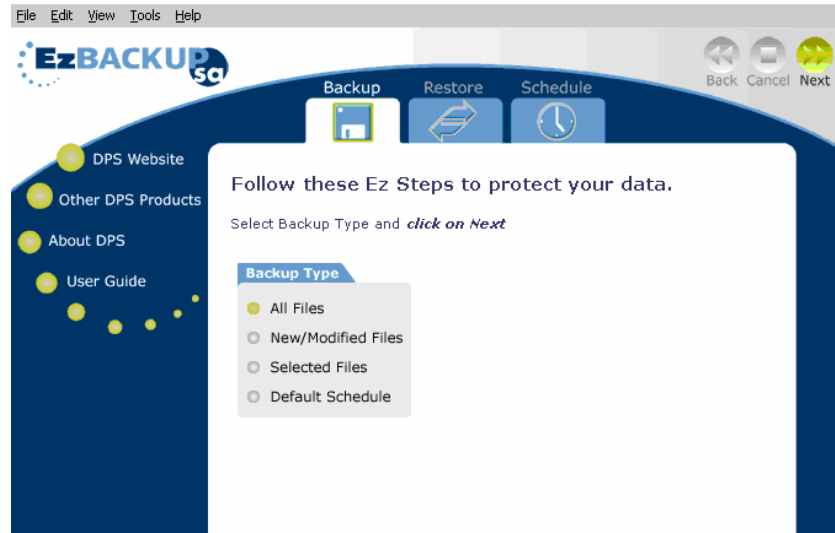 File Edit View Tools Help
EzBACKUP sa
Back Cancel Next
Backup Restore Schedule
DPS Website
Other DPS Products
About DPS
User Guide
Follow these Ez Steps to protect your data.
Select Backup Type and click on Next
Backup Type
All Files
New/Modified Files
Selected Files
Default Schedule